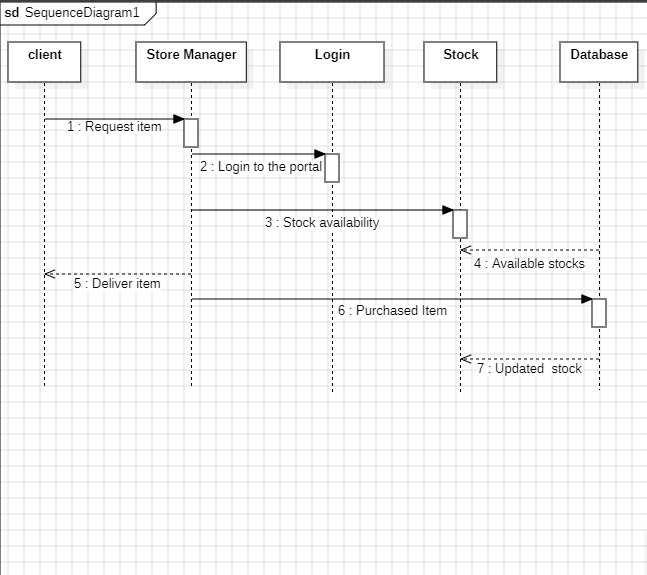 sd SequenceDiagram1
client
Store Manager
Login
Stock
Database
1 : Request item
2 : Login to the portal
3 : Stock availability
4 : Available stocks
5 : Deliver item
6 : Purchased Item
7 : Updated  stock